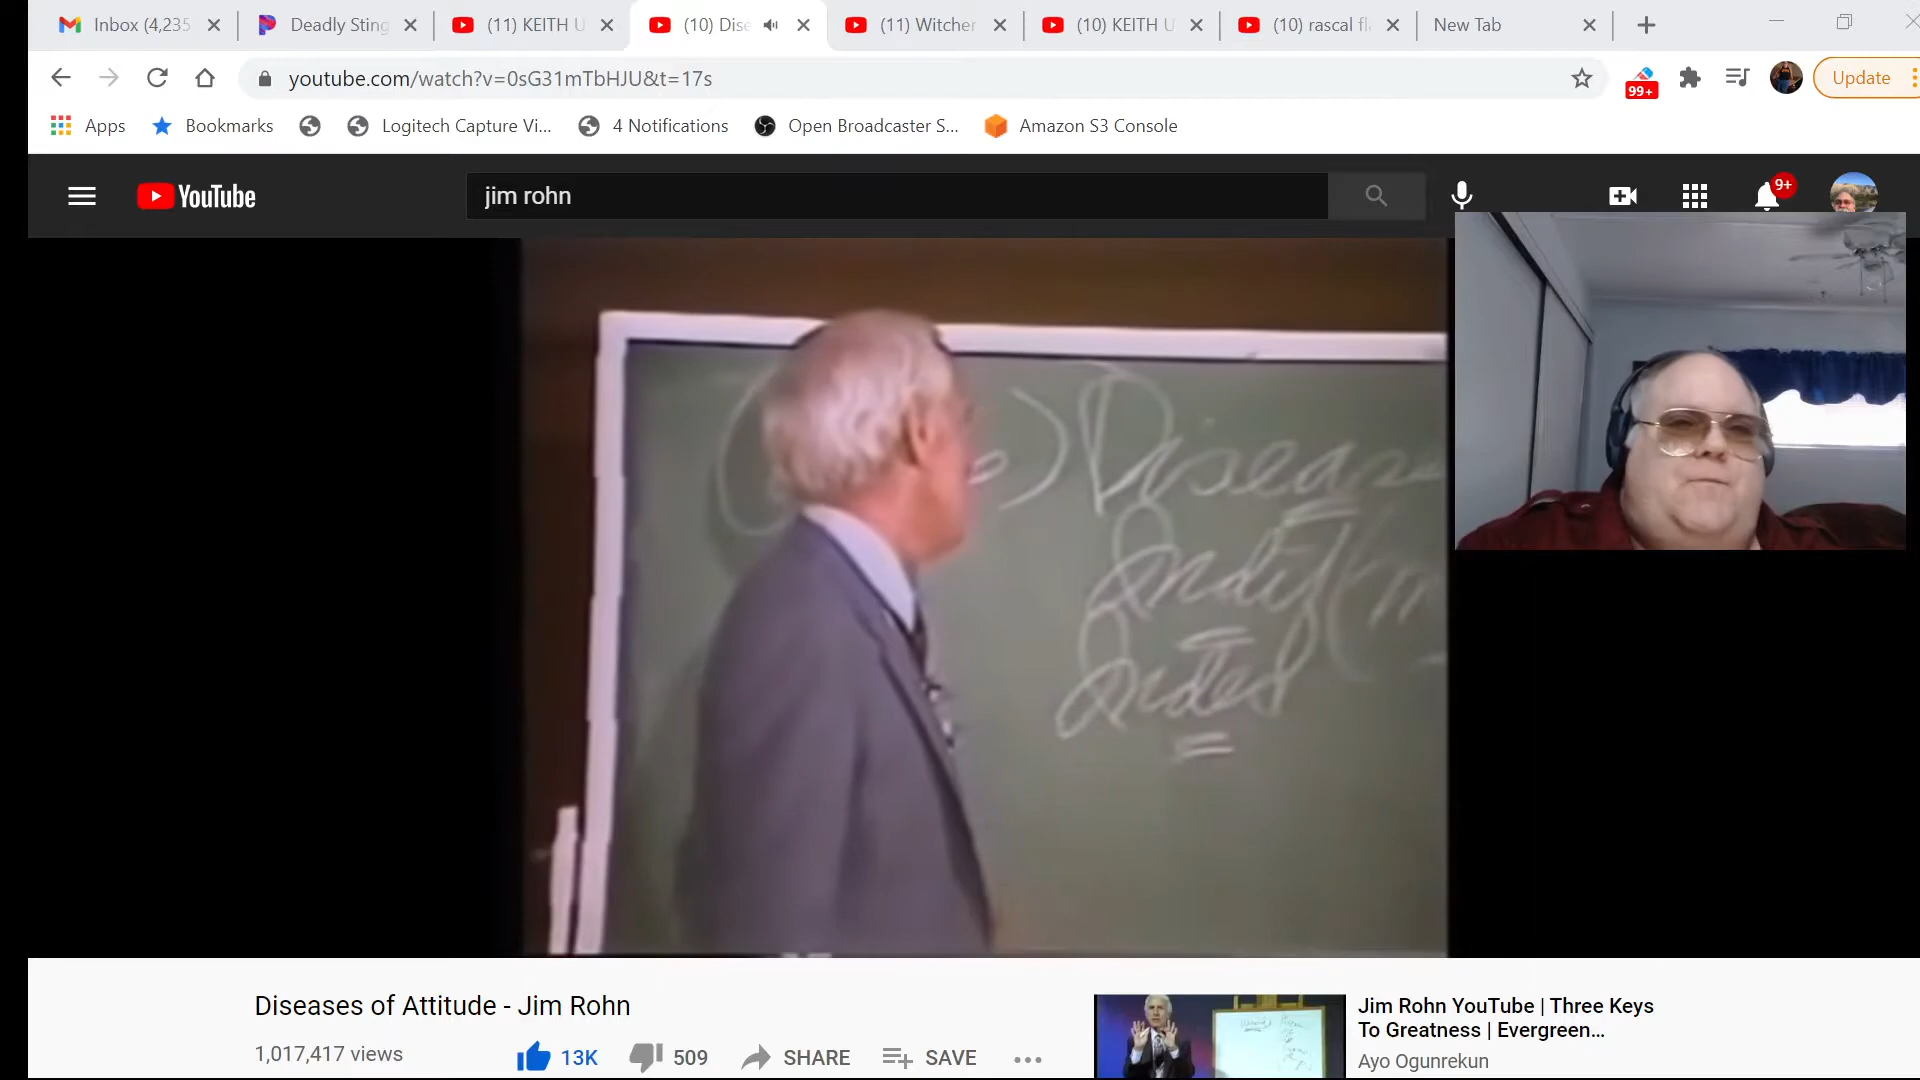 Inbox (4,235
Deadly Sting
(11) KEITH U
(10) Dise
(11) Witcher
(10) KEITH U
(10) rascal fl
New Tab
youtube.com/watch?v=0sG31mTbHJU&t=17s
99+
Update
Apps
Bookmarks
Logitech Capture Vi...
4 Notifications
Open Broadcaster S...
Amazon S3 Console
YouTube
jim rohn
9+
Disease
Indif
Indes
Diseases of Attitude - Jim Rohn
1,017,417 views
13K
509
SHARE
SAVE
Jim Rohn YouTube | Three Keys
To Greatness | Evergreen...
Ayo Ogunrekun